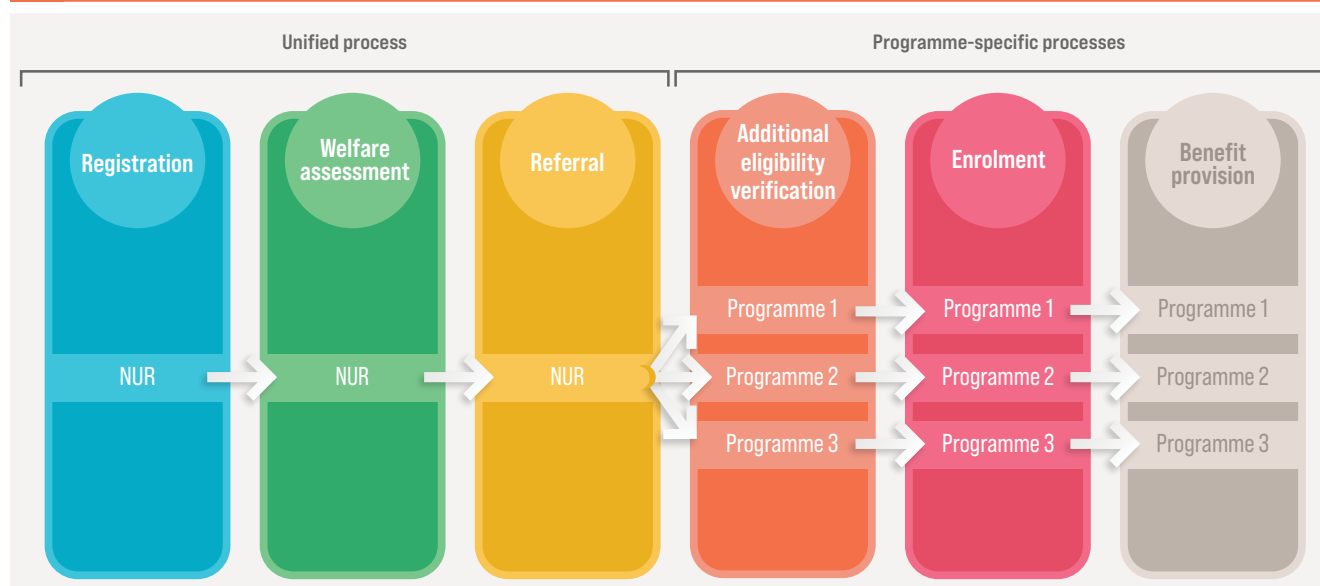 Unified process
Programme-specific processes
Registration
Welfare
assessment
Referral
Additional
eligibility
verification
Enrolment
Benefit
provision
Programme 1
Programme 1
Programme 1
NUR
NUR
NUR
Programme 2
Programme 2
Programme 2
Programme 3
Programme 3
Programme 3